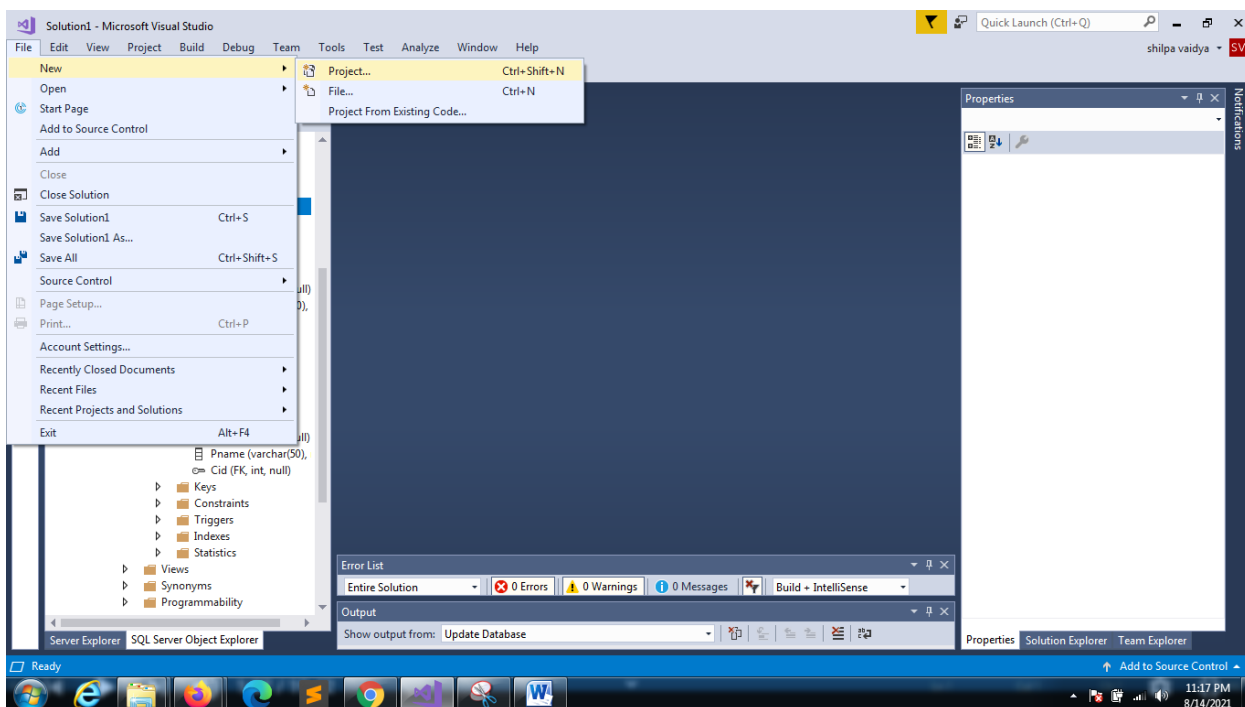 Solution1 - Microsoft Visual Studio
Quick Launch (Ctrl+Q)
File Edit View Project Build Debug Team Tools Test Analyze Window Help
shilpa vaidya SV
New
Project... Ctrl+Shift+N
Open
File... Ctrl+N
Start Page
Project From Existing Code...
Add to Source Control
Add
Close
Close Solution
Save Solution1 Ctrl+S
Save Solution1 As...
Save All Ctrl+Shift+S
Source Control
ull)
Page Setup...
0),
Print... Ctrl+P
Account Settings...
Recently Closed Documents
Recent Files
Recent Projects and Solutions
Exit Alt+F4
ull)
Pname (varchar(50),
Cid (FK, int, null)
Keys
Constraints
Triggers
Indexes
Statistics
Views
Synonyms
Programmability
Server Explorer SQL Server Object Explorer
Error List
Entire Solution 0 Errors 0 Warnings 0 Messages Build + IntelliSense
Output
Show output from: Update Database
Properties
Notifications
Properties Solution Explorer Team Explorer
Ready
Add to Source Control
11:17 PM
8/14/2021